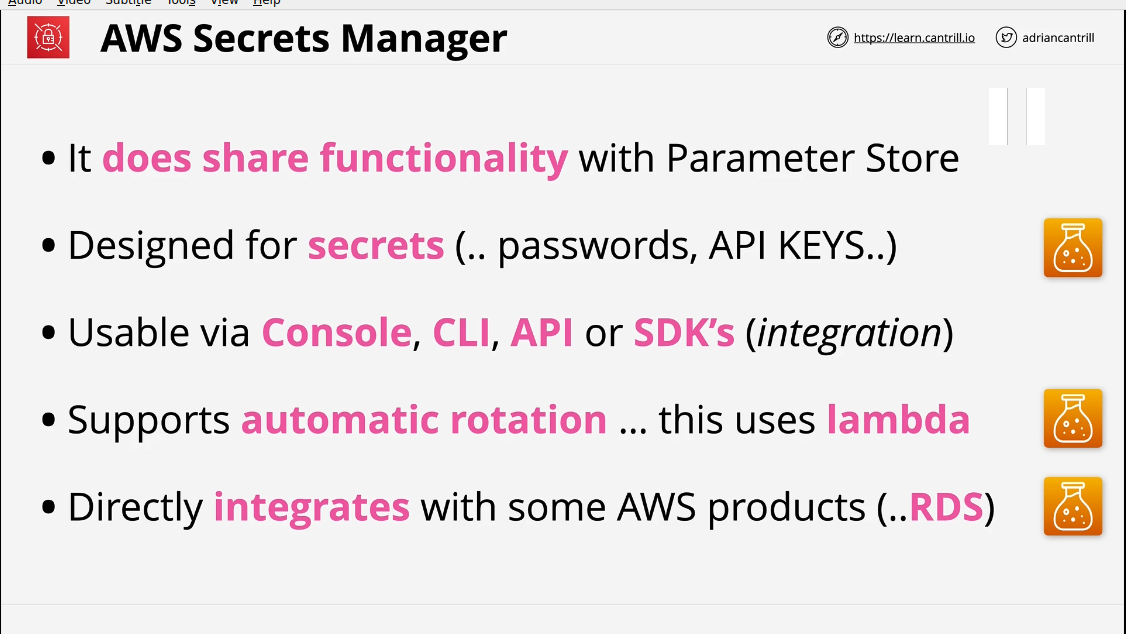 Audio Video Subtitle Tools View Help
AWS Secrets Manager
https://learn.cantrill.io
adriancantrill
• It does share functionality with Parameter Store
• Designed for secrets (.. passwords, API KEYS..)
• Usable via Console, CLI, API or SDK’s (integration)
• Supports automatic rotation ... this uses lambda
• Directly integrates with some AWS products (..RDS)